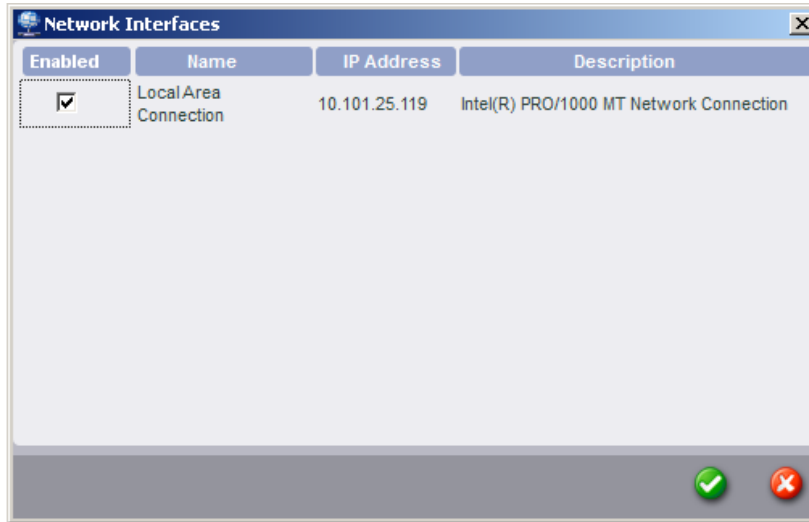 Network Interfaces
Enabled Name IP Address Description
Local Area
Connection 10.101.25.119 Intel(R) PRO/1000 MT Network Connection